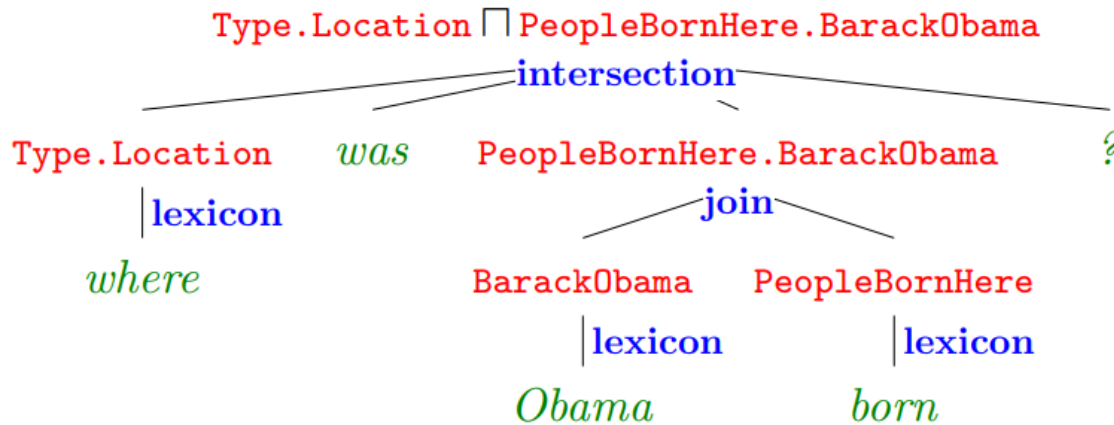 Type.Location ⊓ PeopleBornHere.BarackObama
intersection
Type.Location was PeopleBornHere.BarackObama ?
join
lexicon
where
BarackObama PeopleBornHere
lexicon lexicon
Obama born